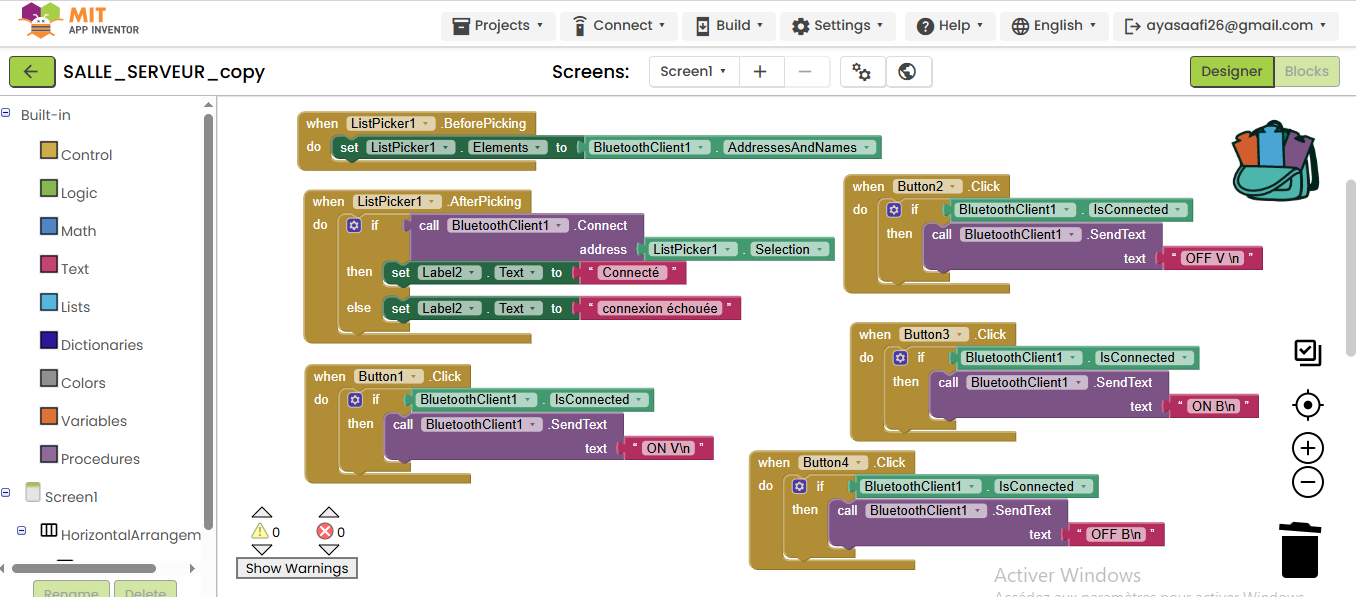 MIT
APP INVENTOR
Projects
Connect
Build
Settings
Help
English
ayasaafi26@gmail.com
SALLE_SERVEUR_copy
Screens:
Screen1
Designer
Blocks
Built-in
Control
Logic
Math
Text
Lists
Dictionaries
Colors
Variables
Procedures
Screen1
HorizontalArrangem
Rename
Delete
when ListPicker1 .BeforePicking
do set ListPicker1 . Elements to BluetoothClient1 . AddressesAndNames
when ListPicker1 .AfterPicking
do if call BluetoothClient1 .Connect
address ListPicker1 . Selection
then set Label2 . Text to “ Connecté ”
else set Label2 . Text to “ connexion échouée ”
when Button1 .Click
do if BluetoothClient1 . IsConnected
then call BluetoothClient1 .SendText
text “ ON V\n ”
when Button2 .Click
do if BluetoothClient1 . IsConnected
then call BluetoothClient1 .SendText
text “ OFF V \n ”
when Button3 .Click
do if BluetoothClient1 . IsConnected
then call BluetoothClient1 .SendText
text “ ON B\n ”
when Button4 .Click
do if BluetoothClient1 . IsConnected
then call BluetoothClient1 .SendText
text “ OFF B\n ”
0
0
Show Warnings
Activer Windows
Accédez aux paramètres pour activer Windows.